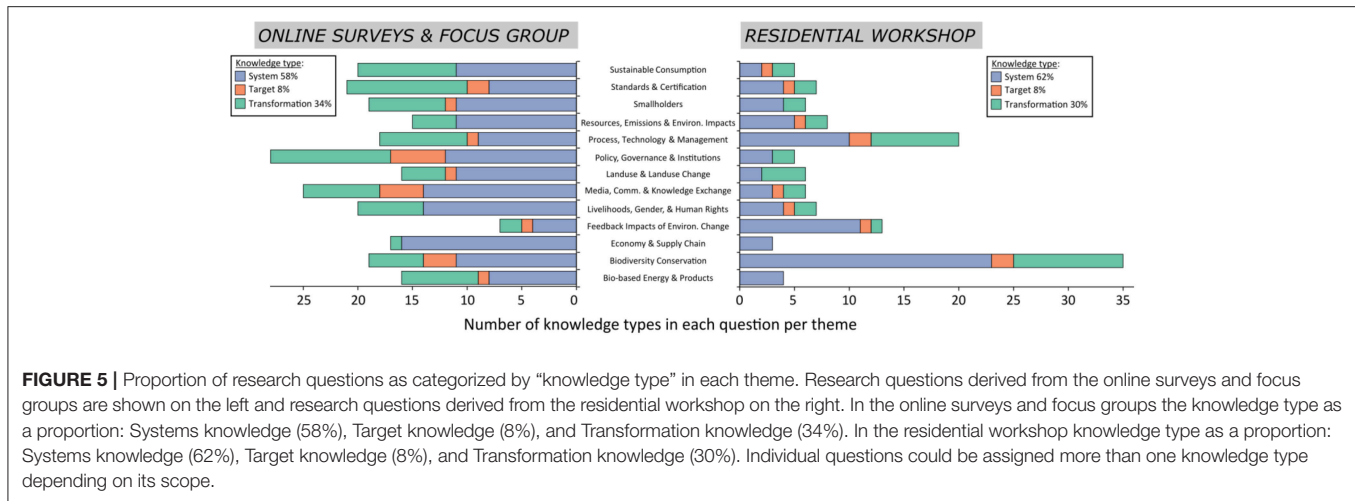 ONLINE SURVEYS & FOCUS GROUP
RESIDENTIAL WORKSHOP
Knowledge type:
System 58%
Target 8%
Transformation 34%
Knowledge type:
System 62%
Target 8%
Transformation 30%
Sustainable Consumption
Standards & Certification
Smallholders
Resources, Emissions & Environ. Impacts
Process, Technology & Management
Policy, Governance & Institutions
Landuse & Landuse Change
Media, Comm. & Knowledge Exchange
Livelihoods, Gender, & Human Rights
Feedback Impacts of Environ. Change
Economy & Supply Chain
Biodiversity Conservation
Bio-based Energy & Products
25 20 15 10 5 0
0 5 10 15 20 25 30 35
Number of knowledge types in each question per theme
FIGURE 5 | Proportion of research questions as categorized by “knowledge type” in each theme. Research questions derived from the online surveys and focus
groups are shown on the left and research questions derived from the residential workshop on the right. In the online surveys and focus groups the knowledge type as
a proportion: Systems knowledge (58%), Target knowledge (8%), and Transformation knowledge (34%). In the residential workshop knowledge type as a proportion:
Systems knowledge (62%), Target knowledge (8%), and Transformation knowledge (30%). Individual questions could be assigned more than one knowledge type
depending on its scope.